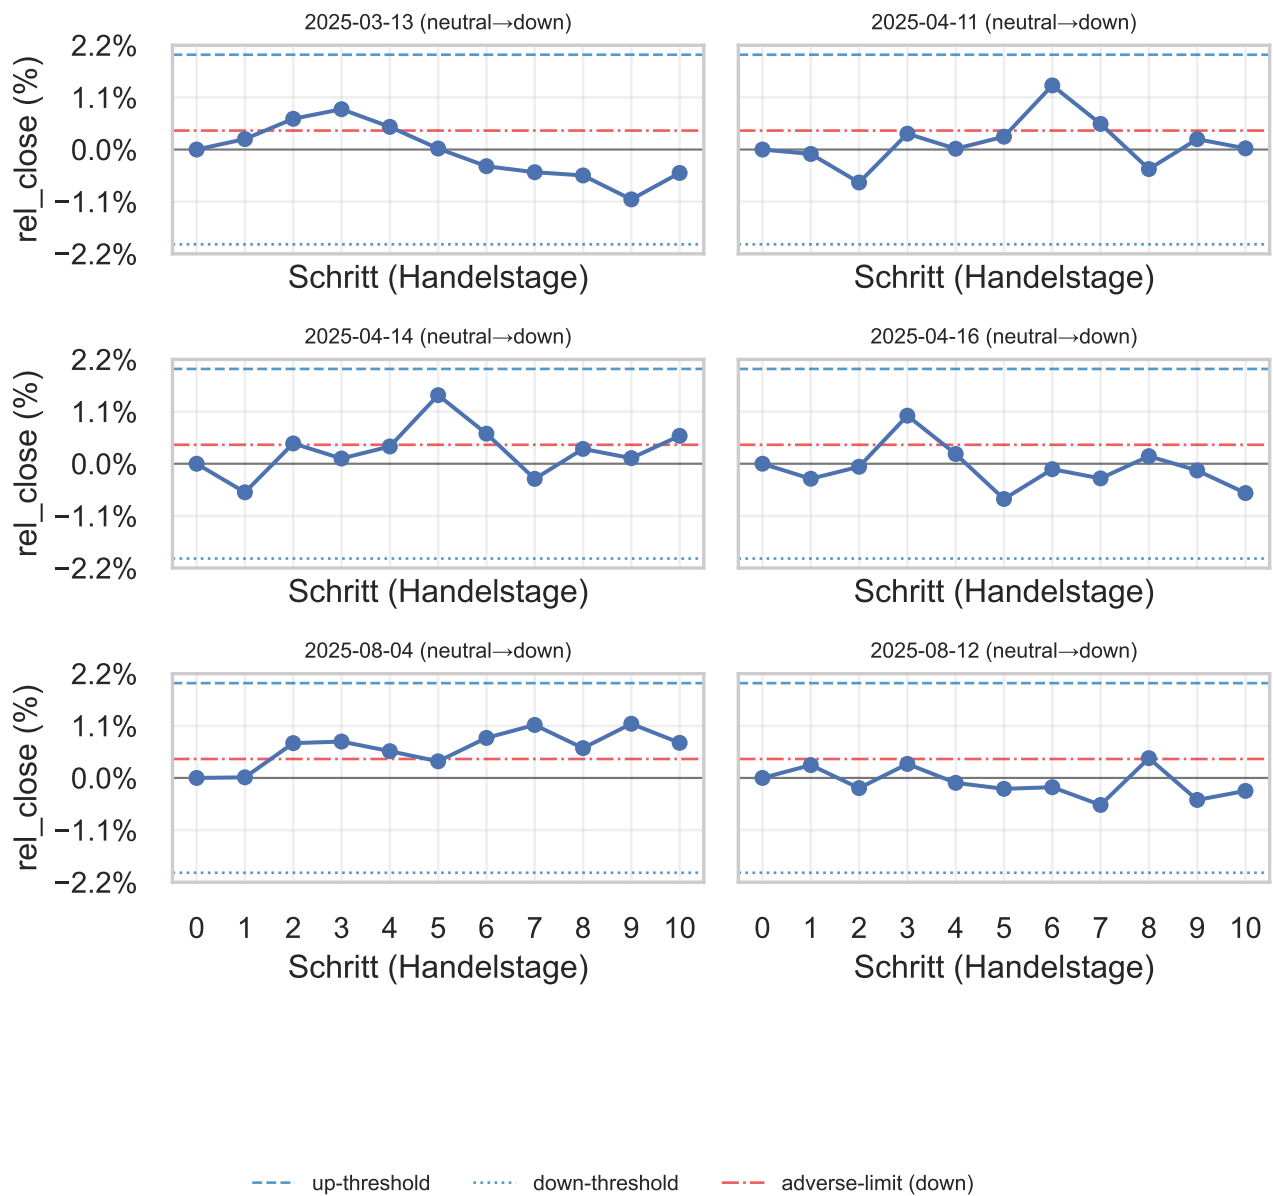 2025-03-13 (neutral→down)
2025-04-11 (neutral→down)
2.2%
1.1%
0.0%
−1.1%
−2.2%
rel_close (%)
Schritt (Handelstage)
Schritt (Handelstage)
2025-04-14 (neutral→down)
2025-04-16 (neutral→down)
2.2%
1.1%
0.0%
−1.1%
−2.2%
rel_close (%)
Schritt (Handelstage)
Schritt (Handelstage)
2025-08-04 (neutral→down)
2025-08-12 (neutral→down)
2.2%
1.1%
0.0%
−1.1%
−2.2%
rel_close (%)
0 1 2 3 4 5 6 7 8 9 10
0 1 2 3 4 5 6 7 8 9 10
Schritt (Handelstage)
Schritt (Handelstage)
up-threshold
down-threshold
adverse-limit (down)